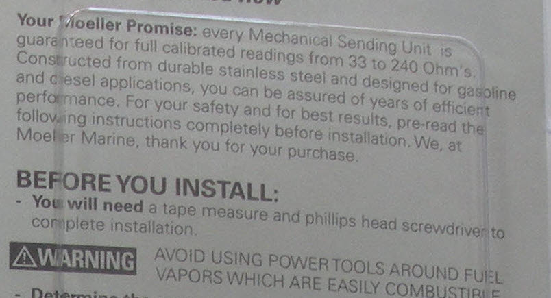 Your Moeller Promise: every Mechanical Sending Unit is
guaranteed for full calibrated readings from 33 to 240 Ohm's.
Constructed from durable stainless steel and designed for gasoline
and diesel applications, you can be assured of years of efficient
performance. For your safety and for best results, pre-read the
following instructions completely before installation. We, at
Moeller Marine, thank you for your purchase.
BEFORE YOU INSTALL:
- You will need a tape measure and phillips head screwdriver to
complete installation.
WARNING AVOID USING POWER TOOLS AROUND FUEL
VAPORS WHICH ARE EASILY COMBUSTIBLE
- Determine the